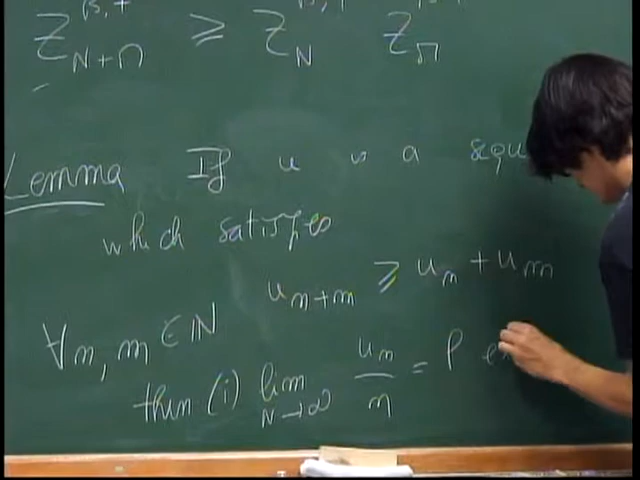 Z_{N+n} ≥ Z_N Z_n
Lemma If u is a sequ
which satisfies
u_{n+m} ≥ u_n + u_m
∀n, m ∈ ℕ
then (i) lim_{N→∞} u_n/n = ℓ